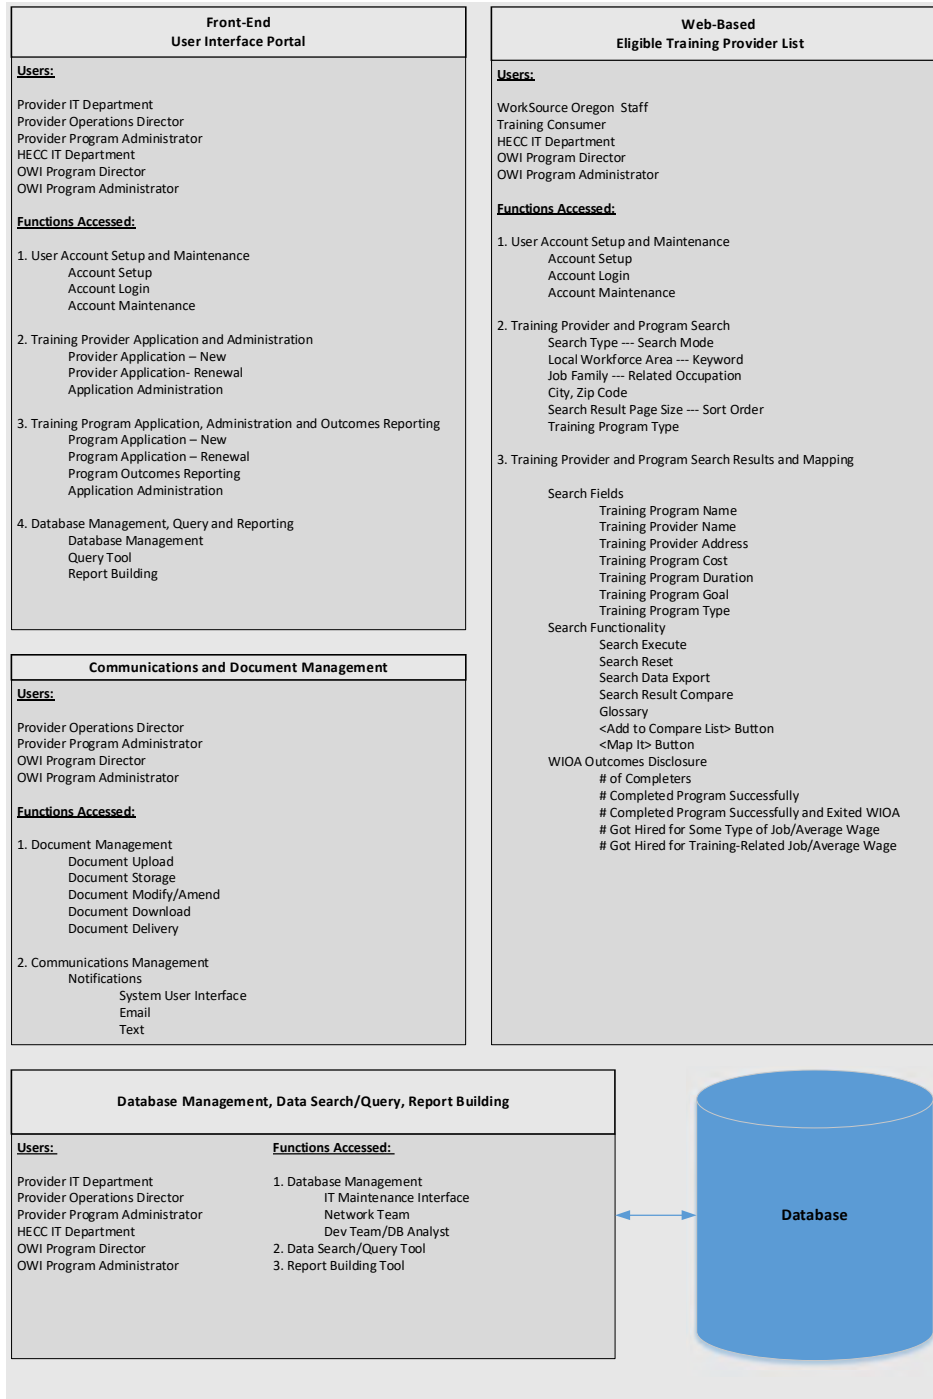 Front-End
User Interface Portal
Users:
Provider IT Department
Provider Operations Director
Provider Program Administrator
HECC IT Department
OWI Program Director
OWI Program Administrator
Functions Accessed:
1. User Account Setup and Maintenance
Account Setup
Account Login
Account Maintenance
2. Training Provider Application and Administration
Provider Application – New
Provider Application- Renewal
Application Administration
3. Training Program Application, Administration and Outcomes Reporting
Program Application – New
Program Application – Renewal
Program Outcomes Reporting
Application Administration
4. Database Management, Query and Reporting
Database Management
Query Tool
Report Building
Communications and Document Management
Users:
Provider Operations Director
Provider Program Administrator
OWI Program Director
OWI Program Administrator
Functions Accessed:
1. Document Management
Document Upload
Document Storage
Document Modify/Amend
Document Download
Document Delivery
2. Communications Management
Notifications
System User Interface
Email
Text
Web-Based
Eligible Training Provider List
Users:
WorkSource Oregon  Staff
Training Consumer
HECC IT Department
OWI Program Director
OWI Program Administrator
Functions Accessed:
1. User Account Setup and Maintenance
Account Setup
Account Login
Account Maintenance
2. Training Provider and Program Search
Search Type --- Search Mode
Local Workforce Area --- Keyword
Job Family --- Related Occupation
City, Zip Code
Search Result Page Size --- Sort Order
Training Program Type
3. Training Provider and Program Search Results and Mapping
Search Fields
Training Program Name
Training Provider Name
Training Provider Address
Training Program Cost
Training Program Duration
Training Program Goal
Training Program Type
Search Functionality
Search Execute
Search Reset
Search Data Export
Search Result Compare
Glossary
<Add to Compare List> Button
<Map It> Button
WIOA Outcomes Disclosure
# of Completers
# Completed Program Successfully
# Completed Program Successfully and Exited WIOA
# Got Hired for Some Type of Job/Average Wage
# Got Hired for Training-Related Job/Average Wage
Database Management, Data Search/Query, Report Building
Users:
Provider IT Department
Provider Operations Director
Provider Program Administrator
HECC IT Department
OWI Program Director
OWI Program Administrator
Functions Accessed:
1. Database Management
IT Maintenance Interface
Network Team
Dev Team/DB Analyst
2. Data Search/Query Tool
3. Report Building Tool
Database